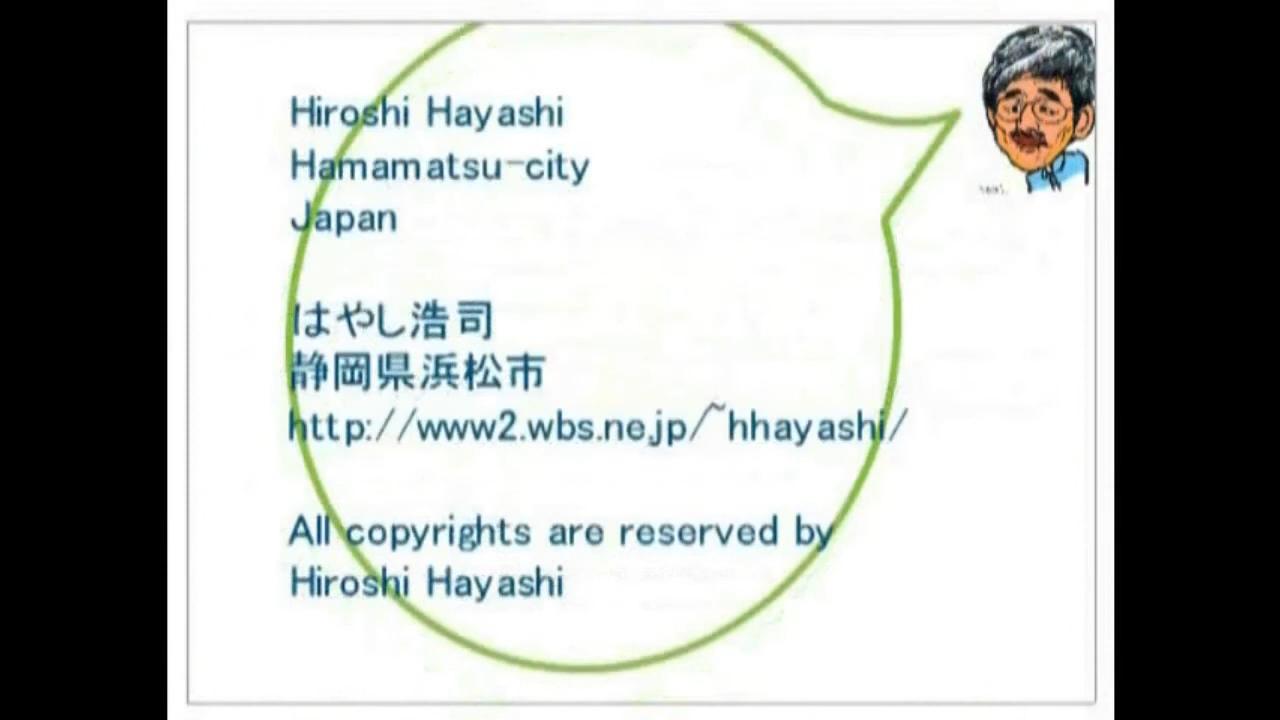 Hiroshi Hayashi
Hamamatsu-city
Japan
はやし浩司
静岡県浜松市
http://www2.wbs.ne.jp/~hhayashi/
All copyrights are reserved by
Hiroshi Hayashi